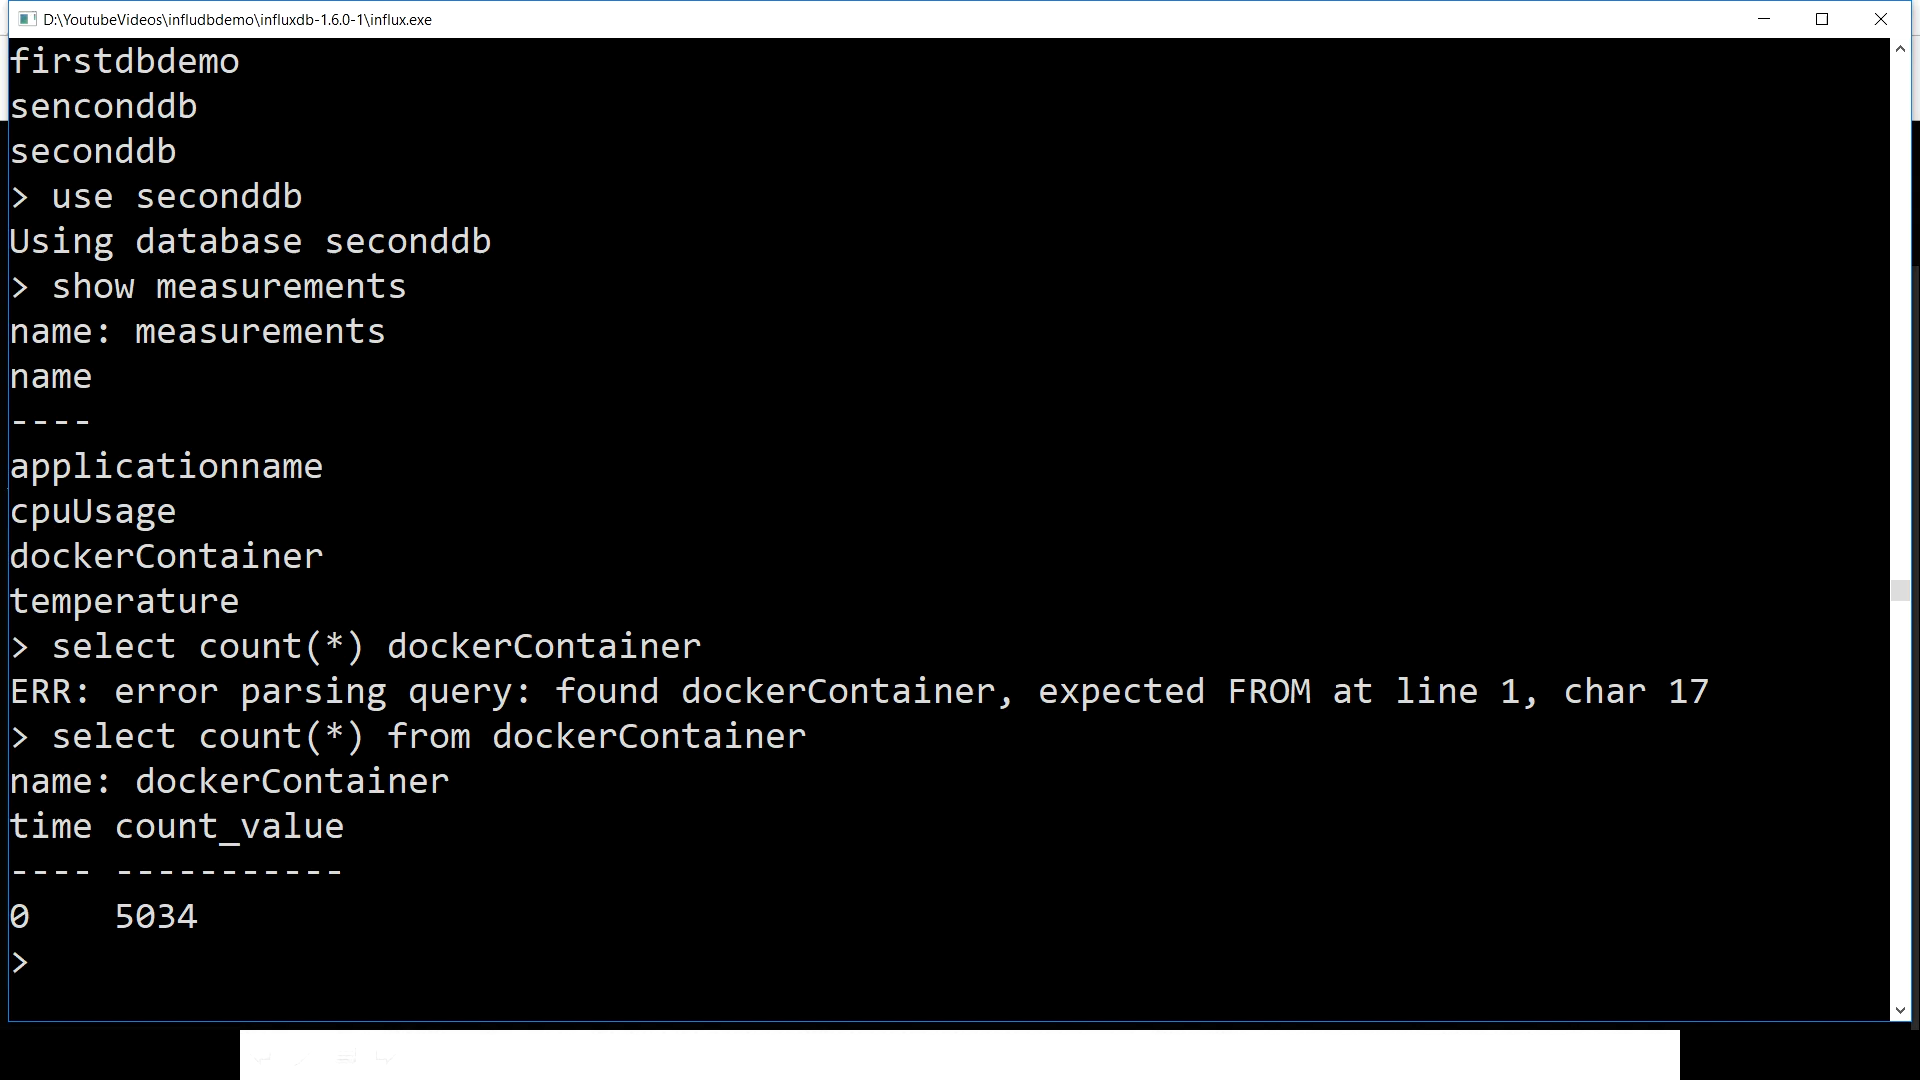 D:\YoutubeVideos\infludbdemo\influxdb-1.6.0-1\influx.exe
firstdbdemo
senconddb
seconddb
> use seconddb
Using database seconddb
> show measurements
name: measurements
name
----
applicationname
cpuUsage
dockerContainer
temperature
> select count(*) dockerContainer
ERR: error parsing query: found dockerContainer, expected FROM at line 1, char 17
> select count(*) from dockerContainer
name: dockerContainer
time count_value
---- -----------
0    5034
>